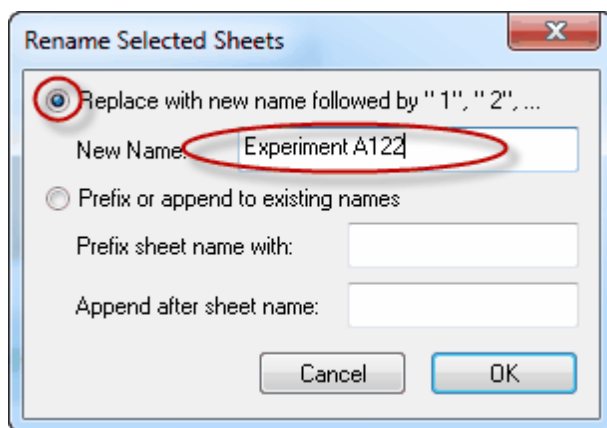 Rename Selected Sheets
Replace with new name followed by " 1", " 2", ...
New Name: Experiment A122
Prefix or append to existing names
Prefix sheet name with:
Append after sheet name:
Cancel OK